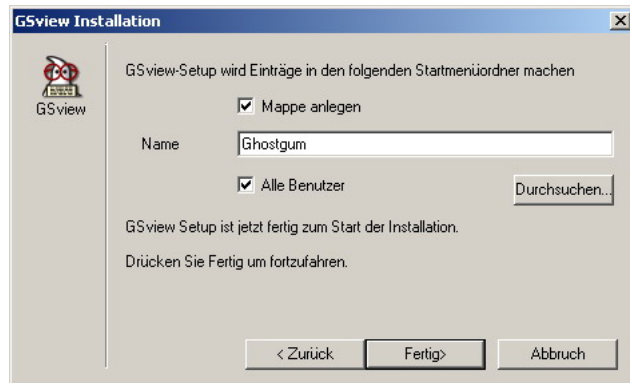 GSview Installation
GSview
GSview-Setup wird Einträge in den folgenden Startmenüordner machen
Mappe anlegen
Name
Ghostgum
Alle Benutzer
Durchsuchen...
GSview Setup ist jetzt fertig zum Start der Installation.
Drücken Sie Fertig um fortzufahren.
< Zurück
Fertig>
Abbruch